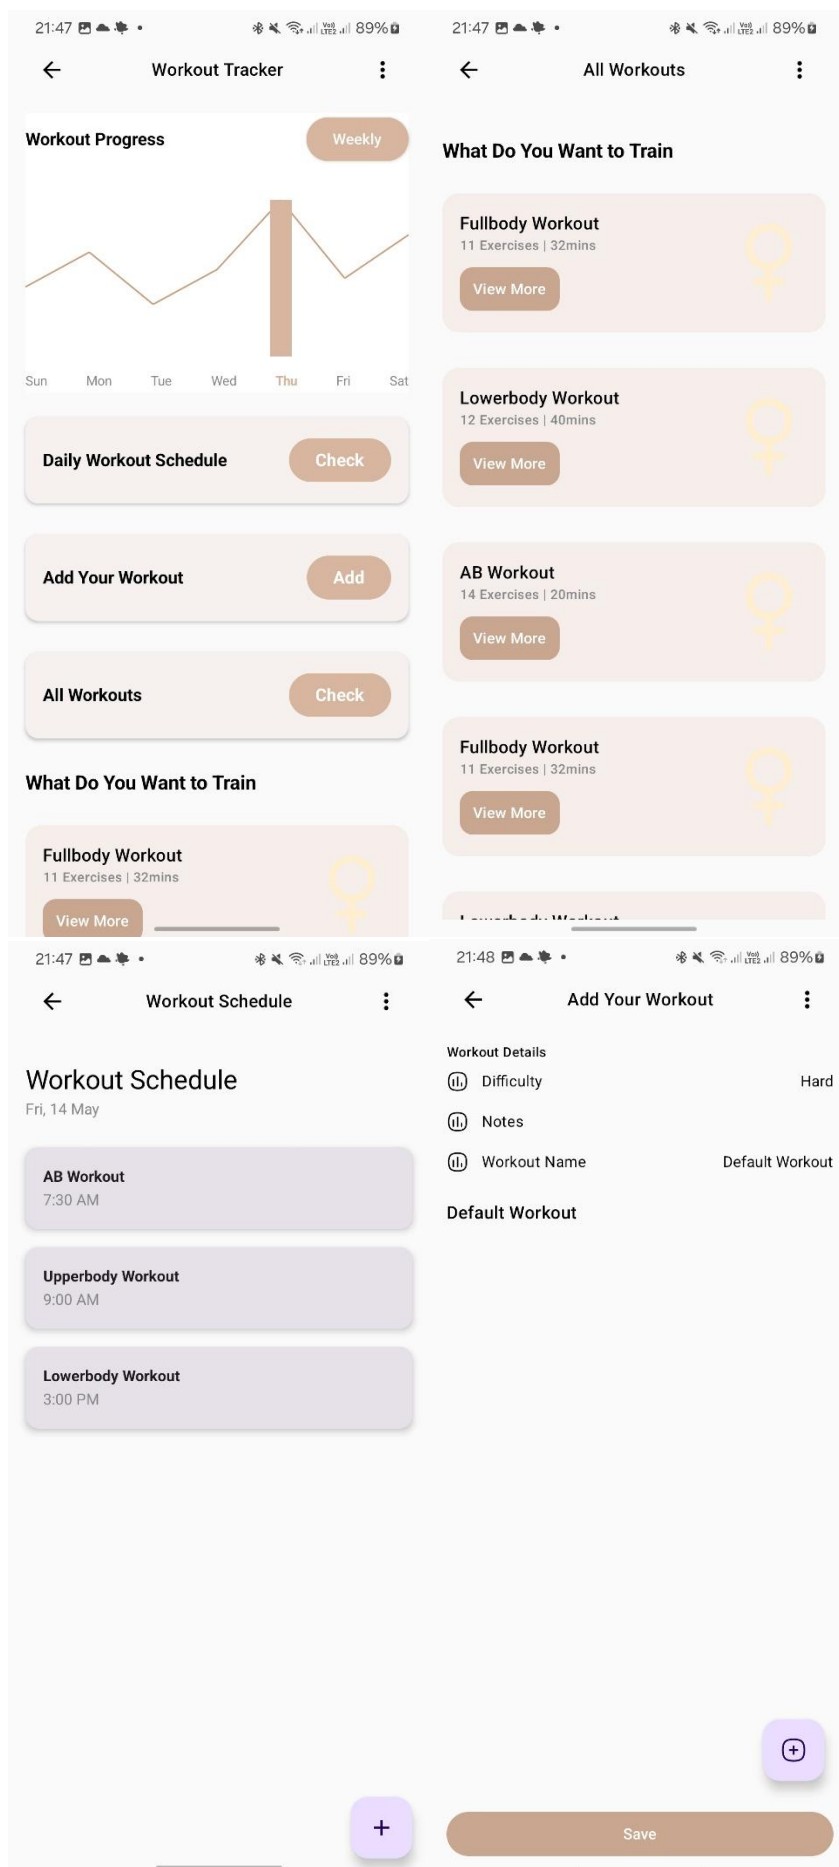 21:47
89%
Workout Tracker
Workout Progress
Weekly
Sun Mon Tue Wed Thu Fri Sat
Daily Workout Schedule
Check
Add Your Workout
Add
All Workouts
Check
What Do You Want to Train
Fullbody Workout
11 Exercises | 32mins
View More
21:47
89%
All Workouts
What Do You Want to Train
Fullbody Workout
11 Exercises | 32mins
View More
Lowerbody Workout
12 Exercises | 40mins
View More
AB Workout
14 Exercises | 20mins
View More
Fullbody Workout
11 Exercises | 32mins
View More
Lowerbody Workout
21:47
89%
Workout Schedule
Workout Schedule
Fri, 14 May
AB Workout
7:30 AM
Upperbody Workout
9:00 AM
Lowerbody Workout
3:00 PM
21:48
89%
Add Your Workout
Workout Details
Difficulty Hard
Notes
Workout Name Default Workout
Default Workout
Save